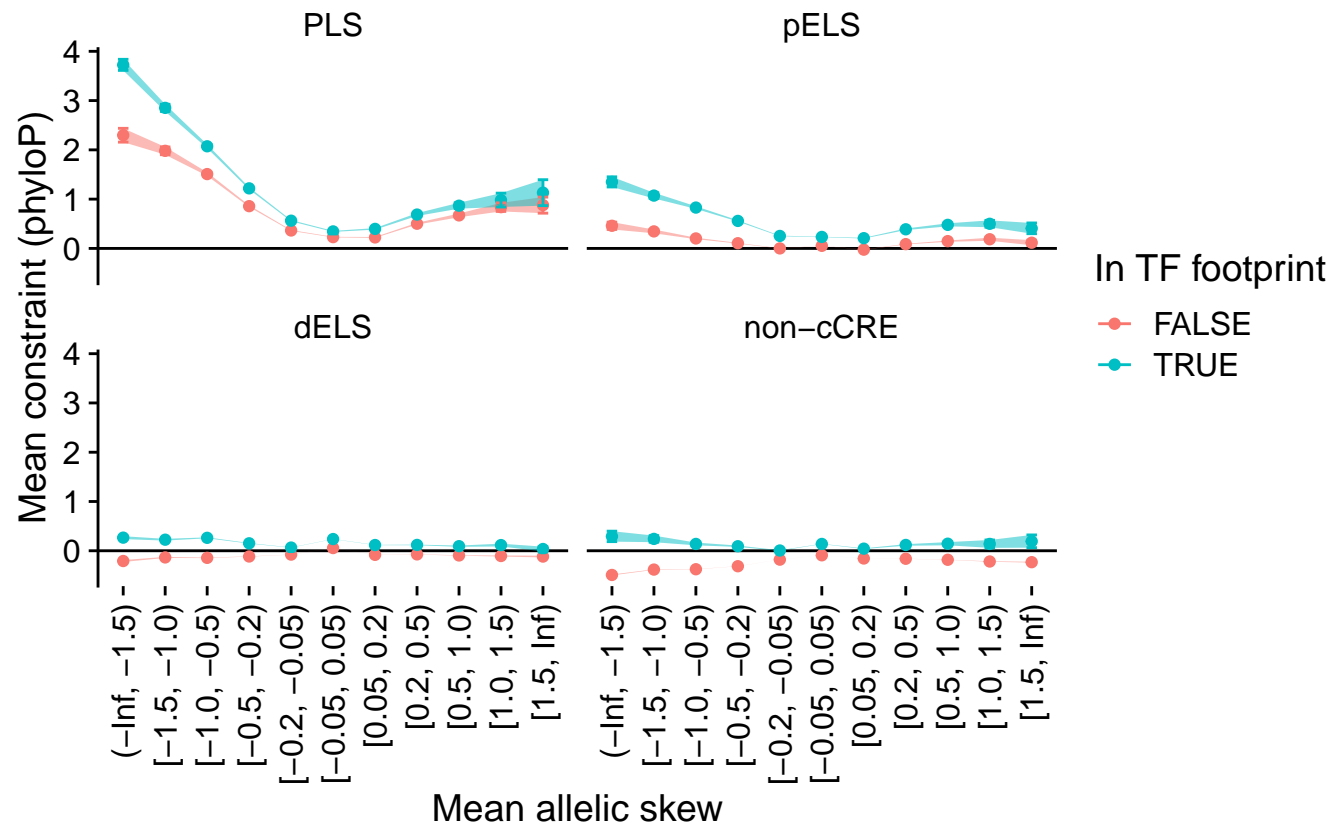 PLS
pELS
4
3
2
1
0
dELS
non−cCRE
4
3
2
1
0
Mean constraint (phyloP)
(−Inf, −1.5)
[−1.5, −1.0)
[−1.0, −0.5)
[−0.5, −0.2)
[−0.2, −0.05)
[−0.05, 0.05)
[0.05, 0.2)
[0.2, 0.5)
[0.5, 1.0)
[1.0, 1.5)
[1.5, Inf)
(−Inf, −1.5)
[−1.5, −1.0)
[−1.0, −0.5)
[−0.5, −0.2)
[−0.2, −0.05)
[−0.05, 0.05)
[0.05, 0.2)
[0.2, 0.5)
[0.5, 1.0)
[1.0, 1.5)
[1.5, Inf)
Mean allelic skew
In TF footprint
FALSE
TRUE